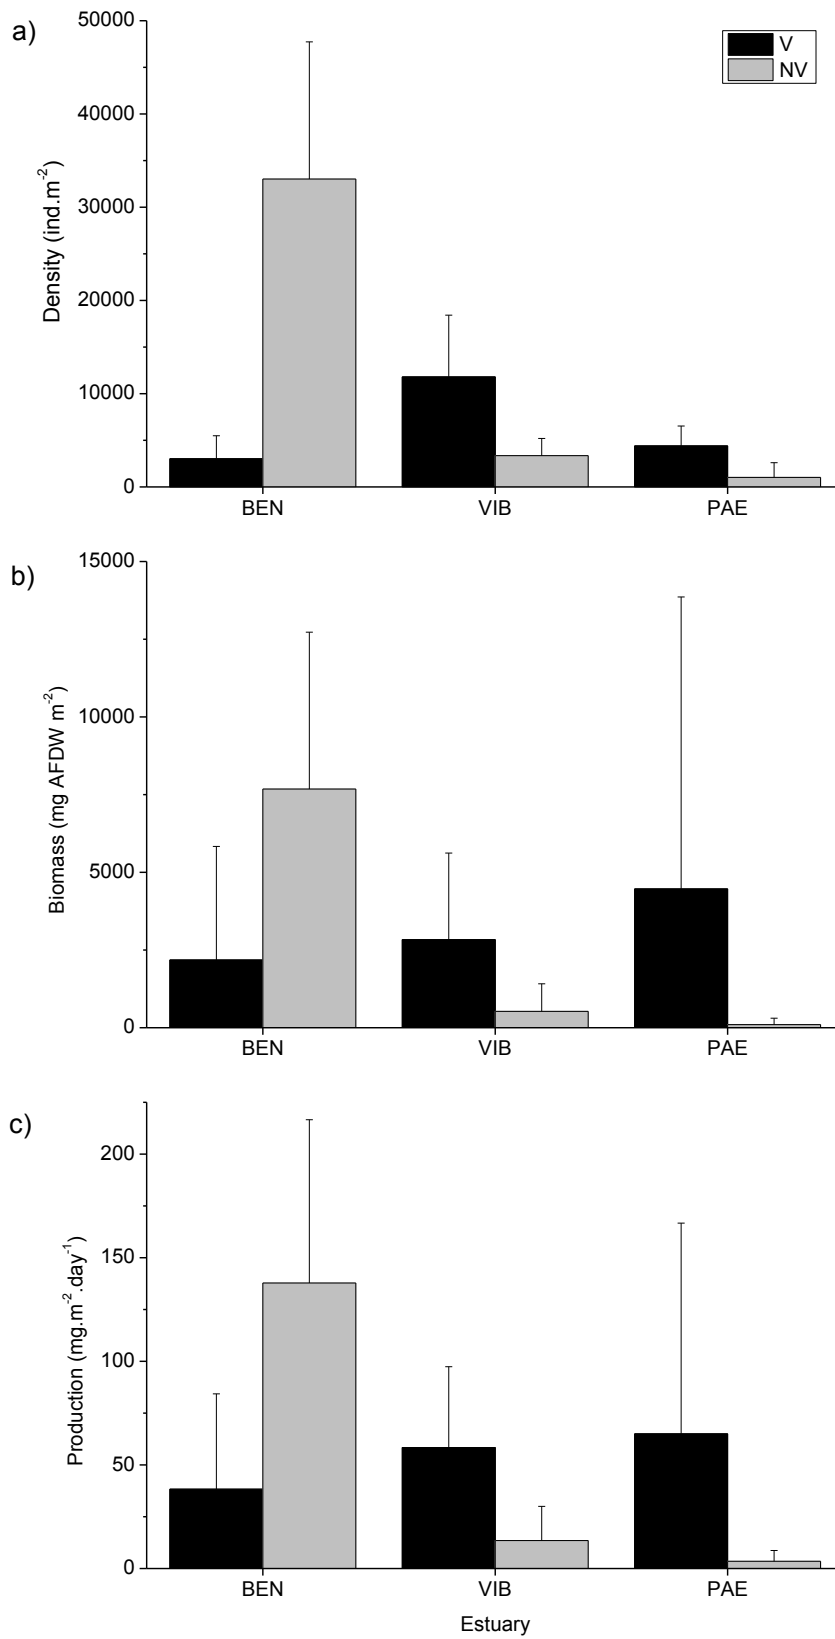 a)
V
NV
Density (ind.m⁻²)
50000
40000
30000
20000
10000
0
BEN VIB PAE
b)
Biomass (mg AFDW m⁻²)
15000
10000
5000
0
BEN VIB PAE
c)
Production (mg.m⁻².day⁻¹)
200
150
100
50
0
BEN VIB PAE
Estuary